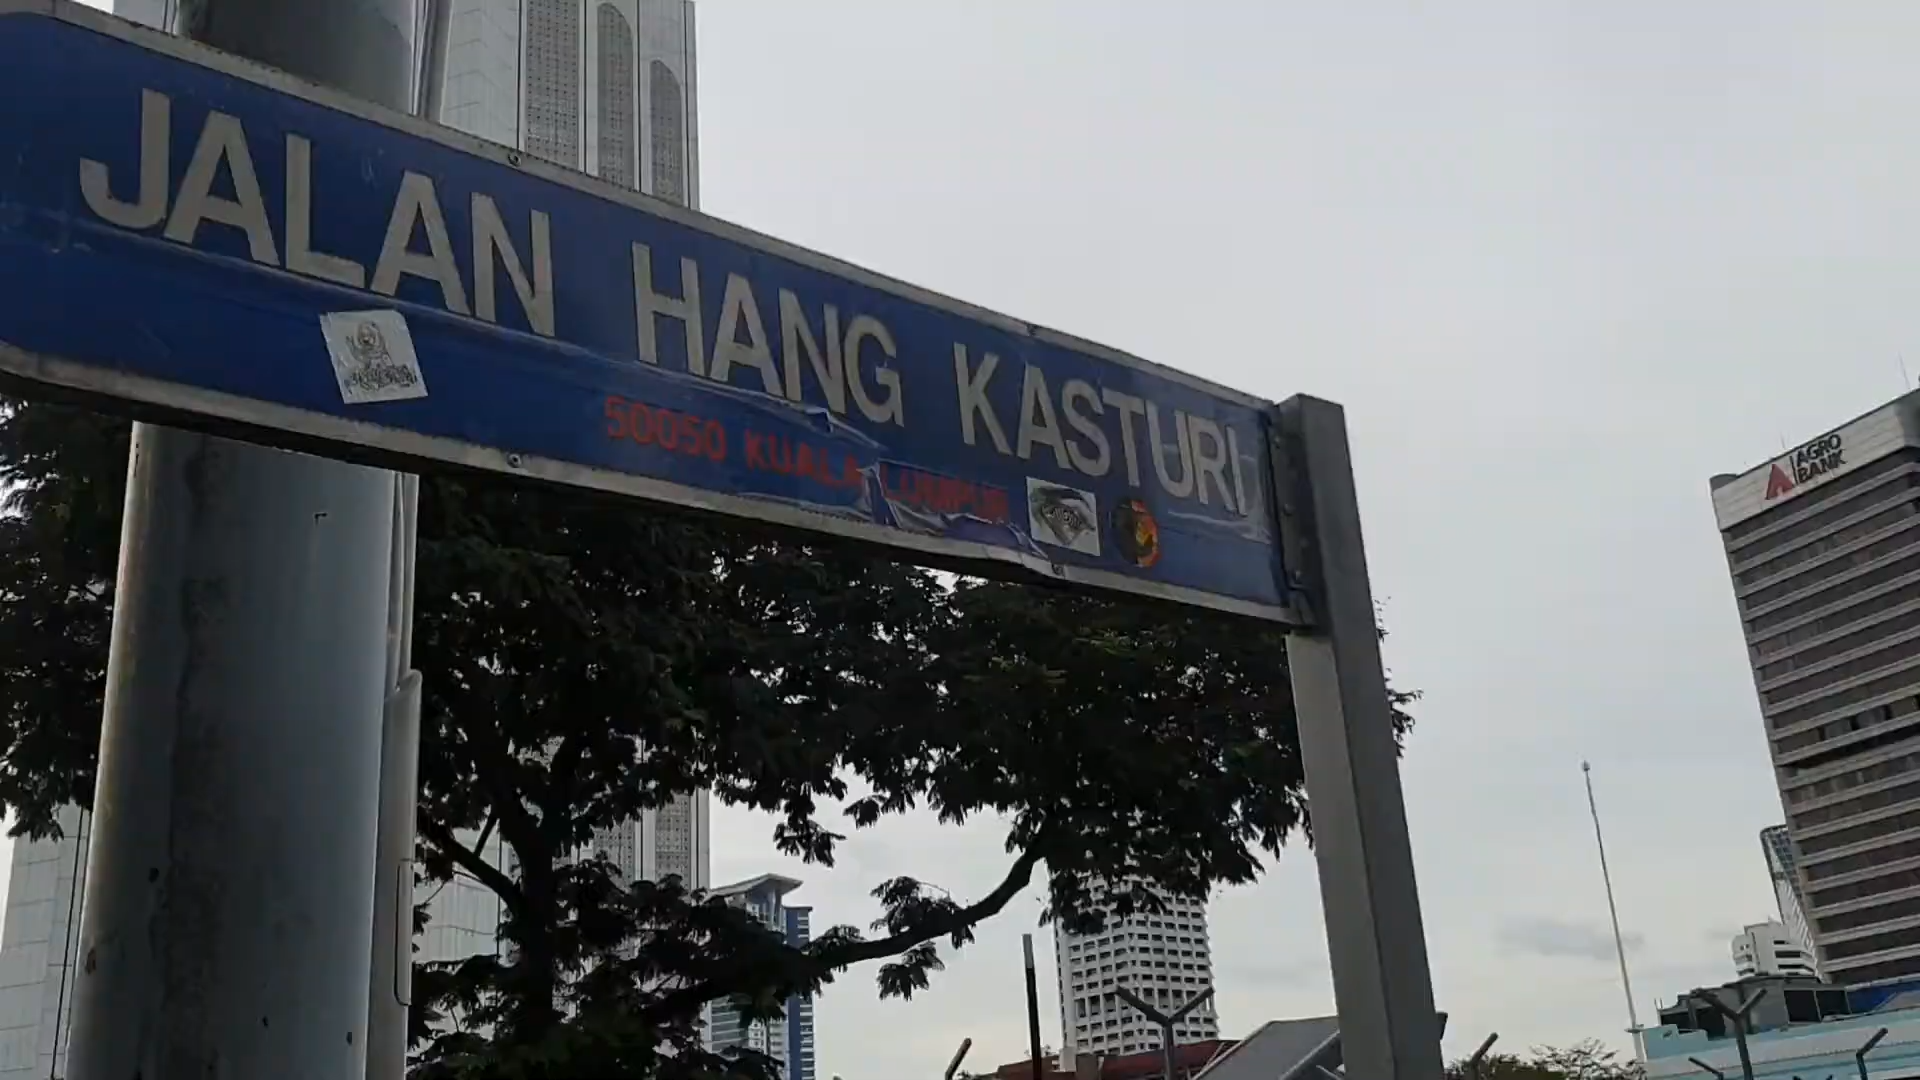 JALAN HANG KASTURI
50050 KUALA LUMPUR
AGRO
BANK